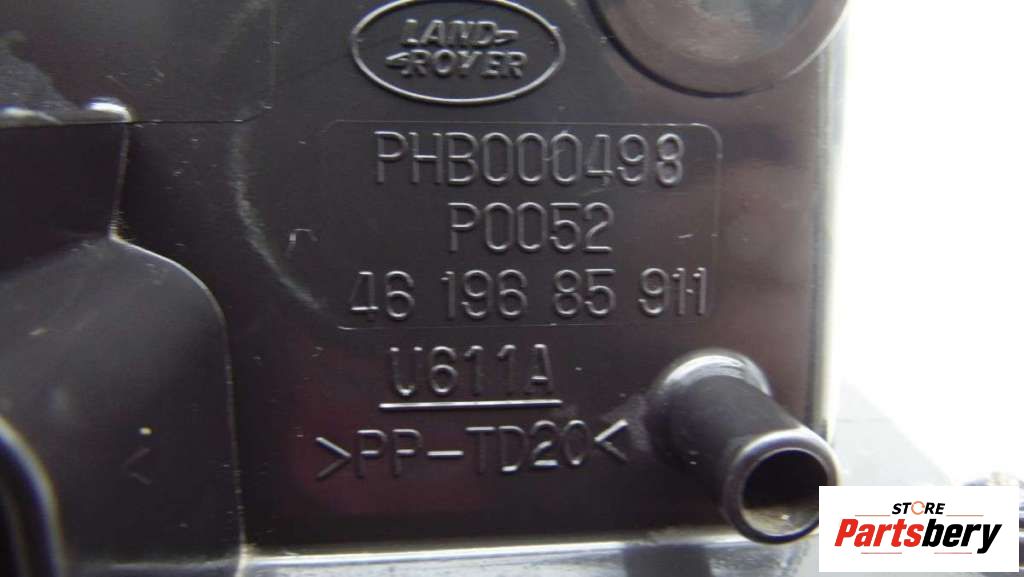 LAND
ROVER
PHB000498
P0052
46 196 85 911
U611A
>PP-TD20<
STORE
Partsbery